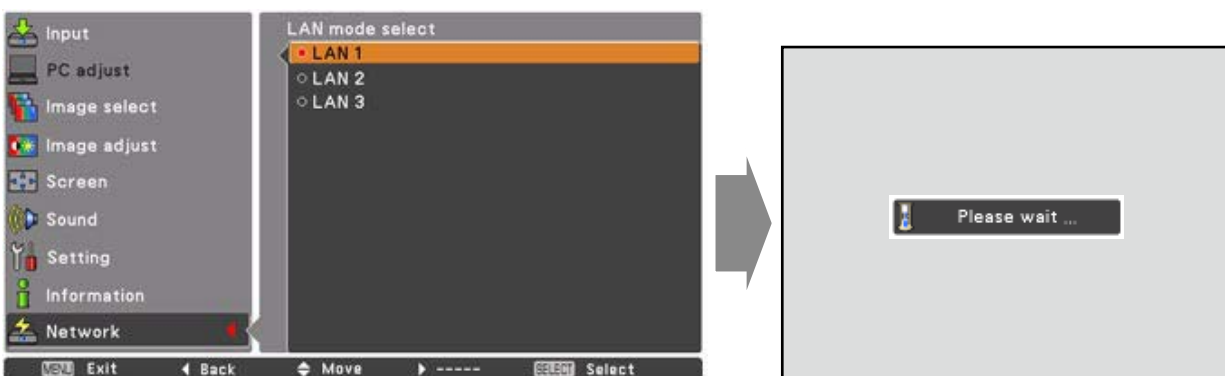 Input
PC adjust
Image select
Image adjust
Screen
Sound
Setting
Information
Network
LAN mode select
LAN 1
LAN 2
LAN 3
MENU Exit Back Move ----- SELECT Select
Please wait ...